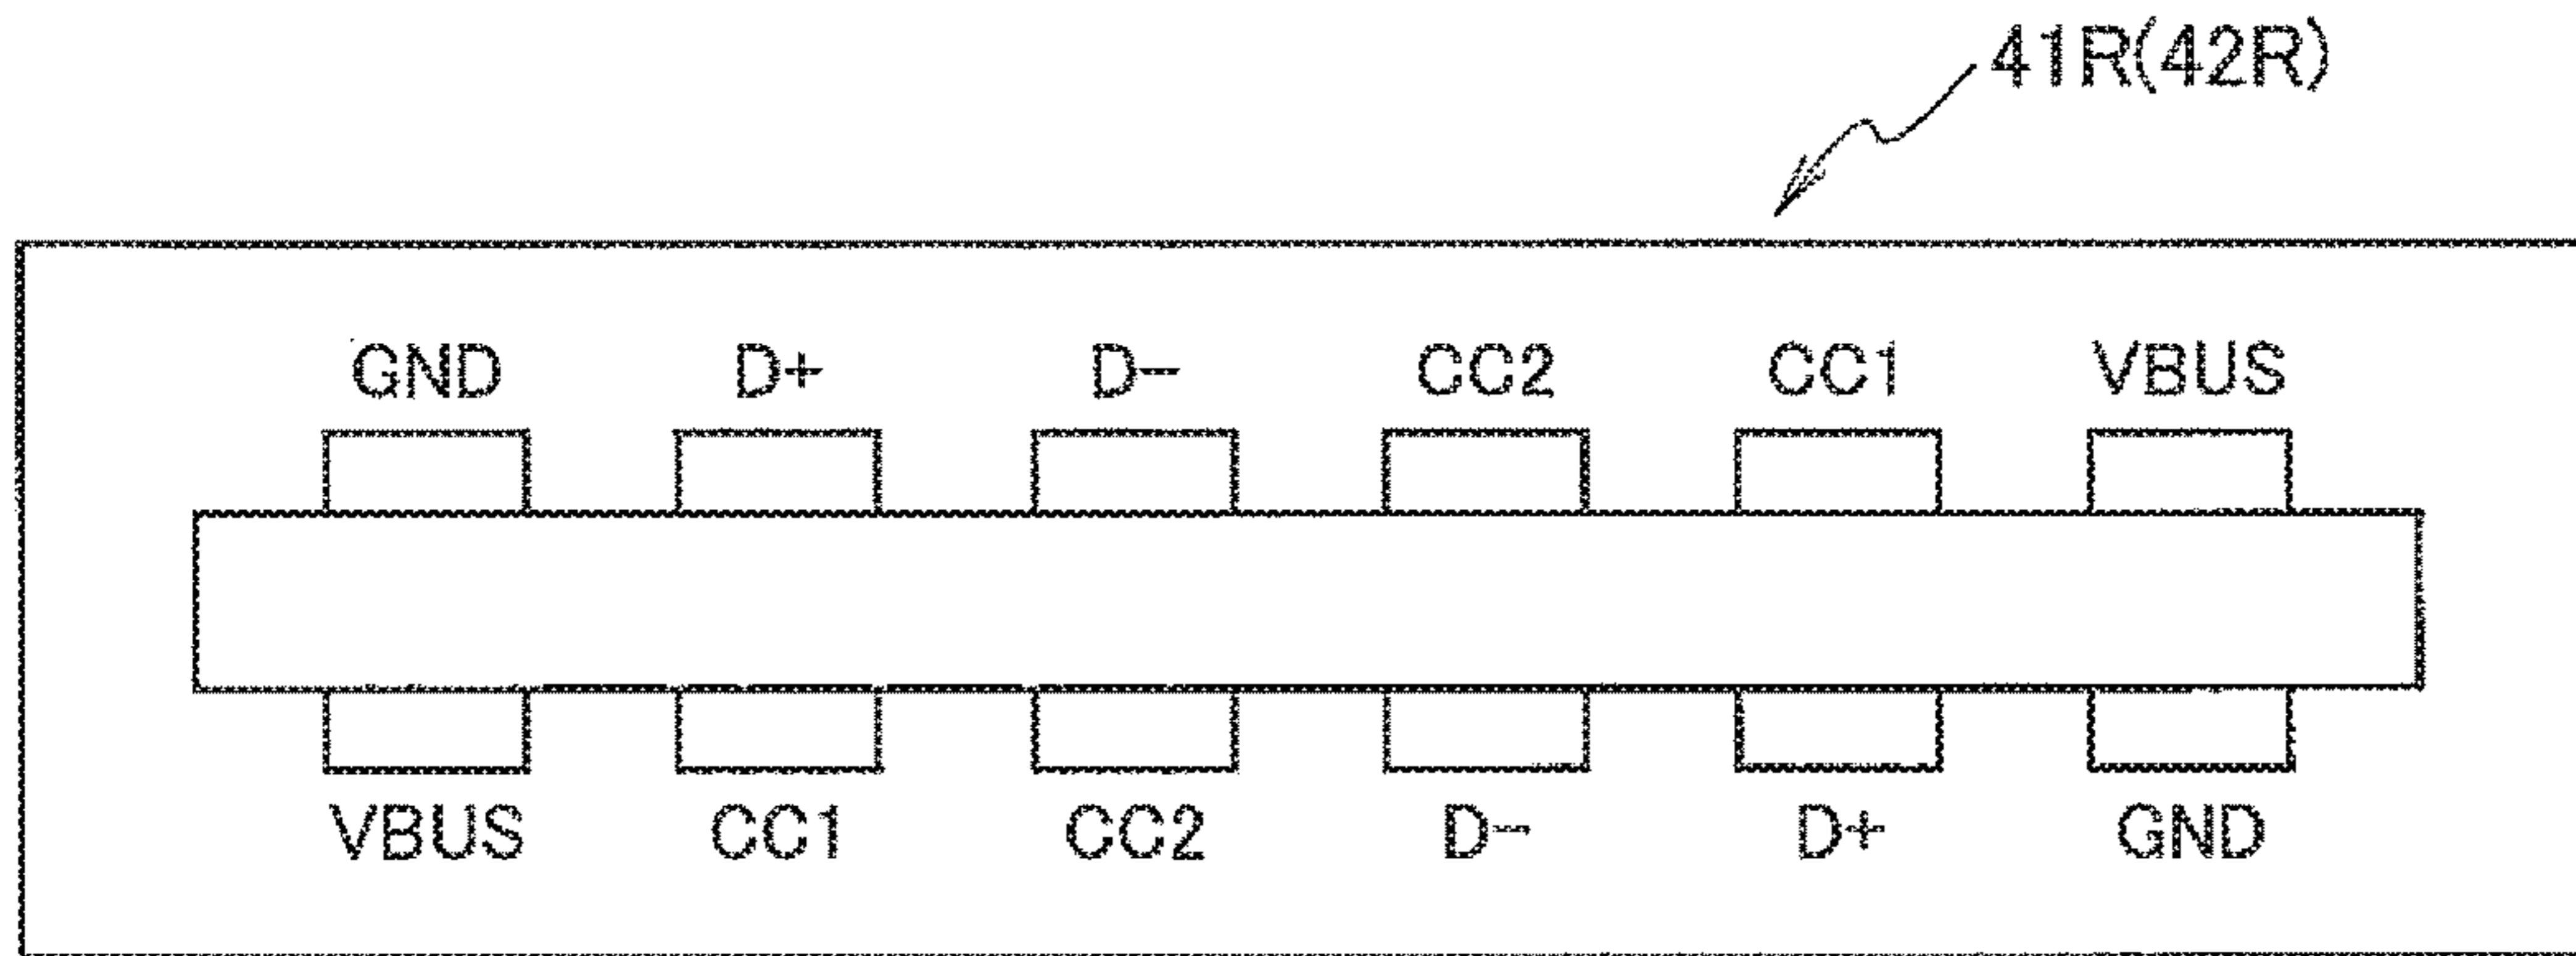 41R(42R)
GND D+ D- CC2 CC1 VBUS
VBUS CC1 CC2 D- D+ GND